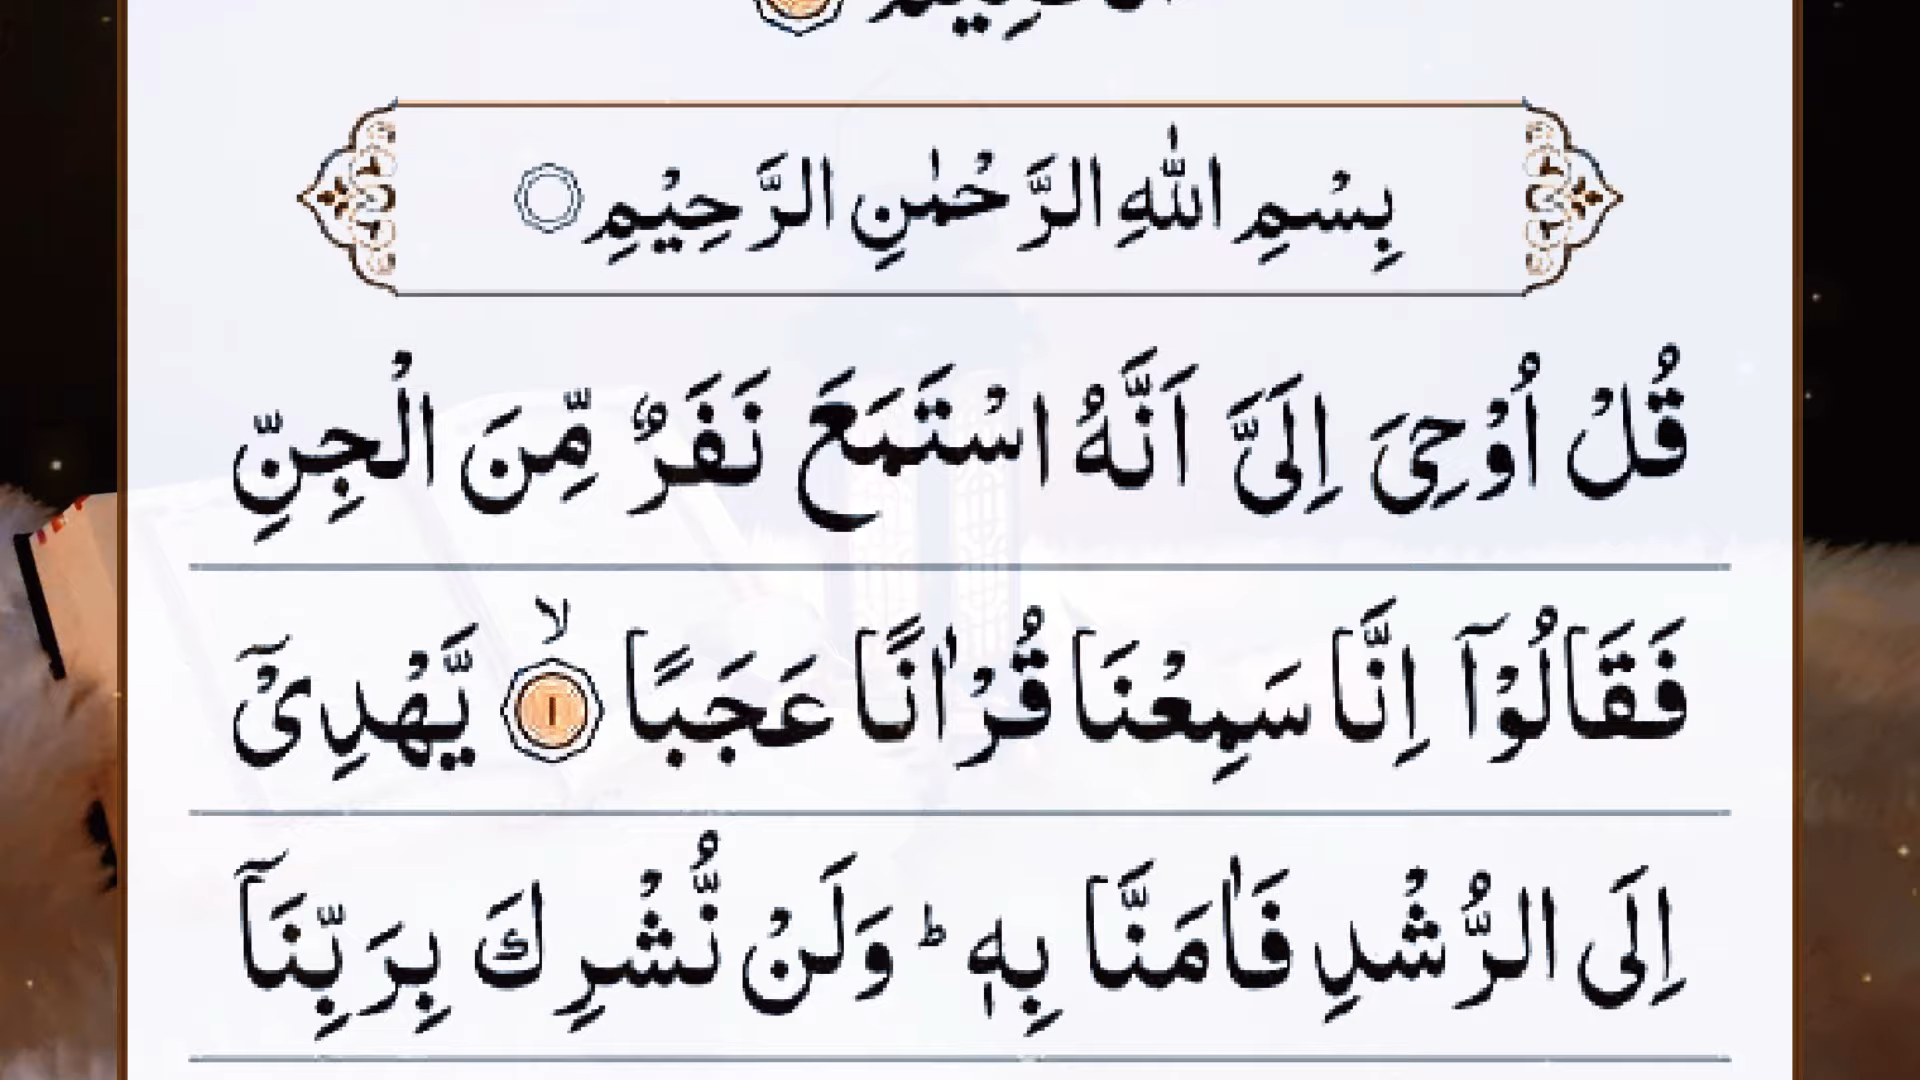 بِسْمِ اللّٰهِ الرَّحْمٰنِ الرَّحِيْمِ
قُلْ اُوْحِیَ اِلَیَّ اَنَّهُ اسْتَمَعَ نَفَرٌ مِّنَ الْجِنِّ
فَقَالُوْۤا اِنَّا سَمِعْنَا قُرْاٰنًا عَجَبًا ۙ۱ یَّهْدِیْۤ
اِلَی الرُّشْدِ فَاٰمَنَّا بِهٖ ؕ وَلَنْ نُّشْرِكَ بِرَبِّنَاۤ